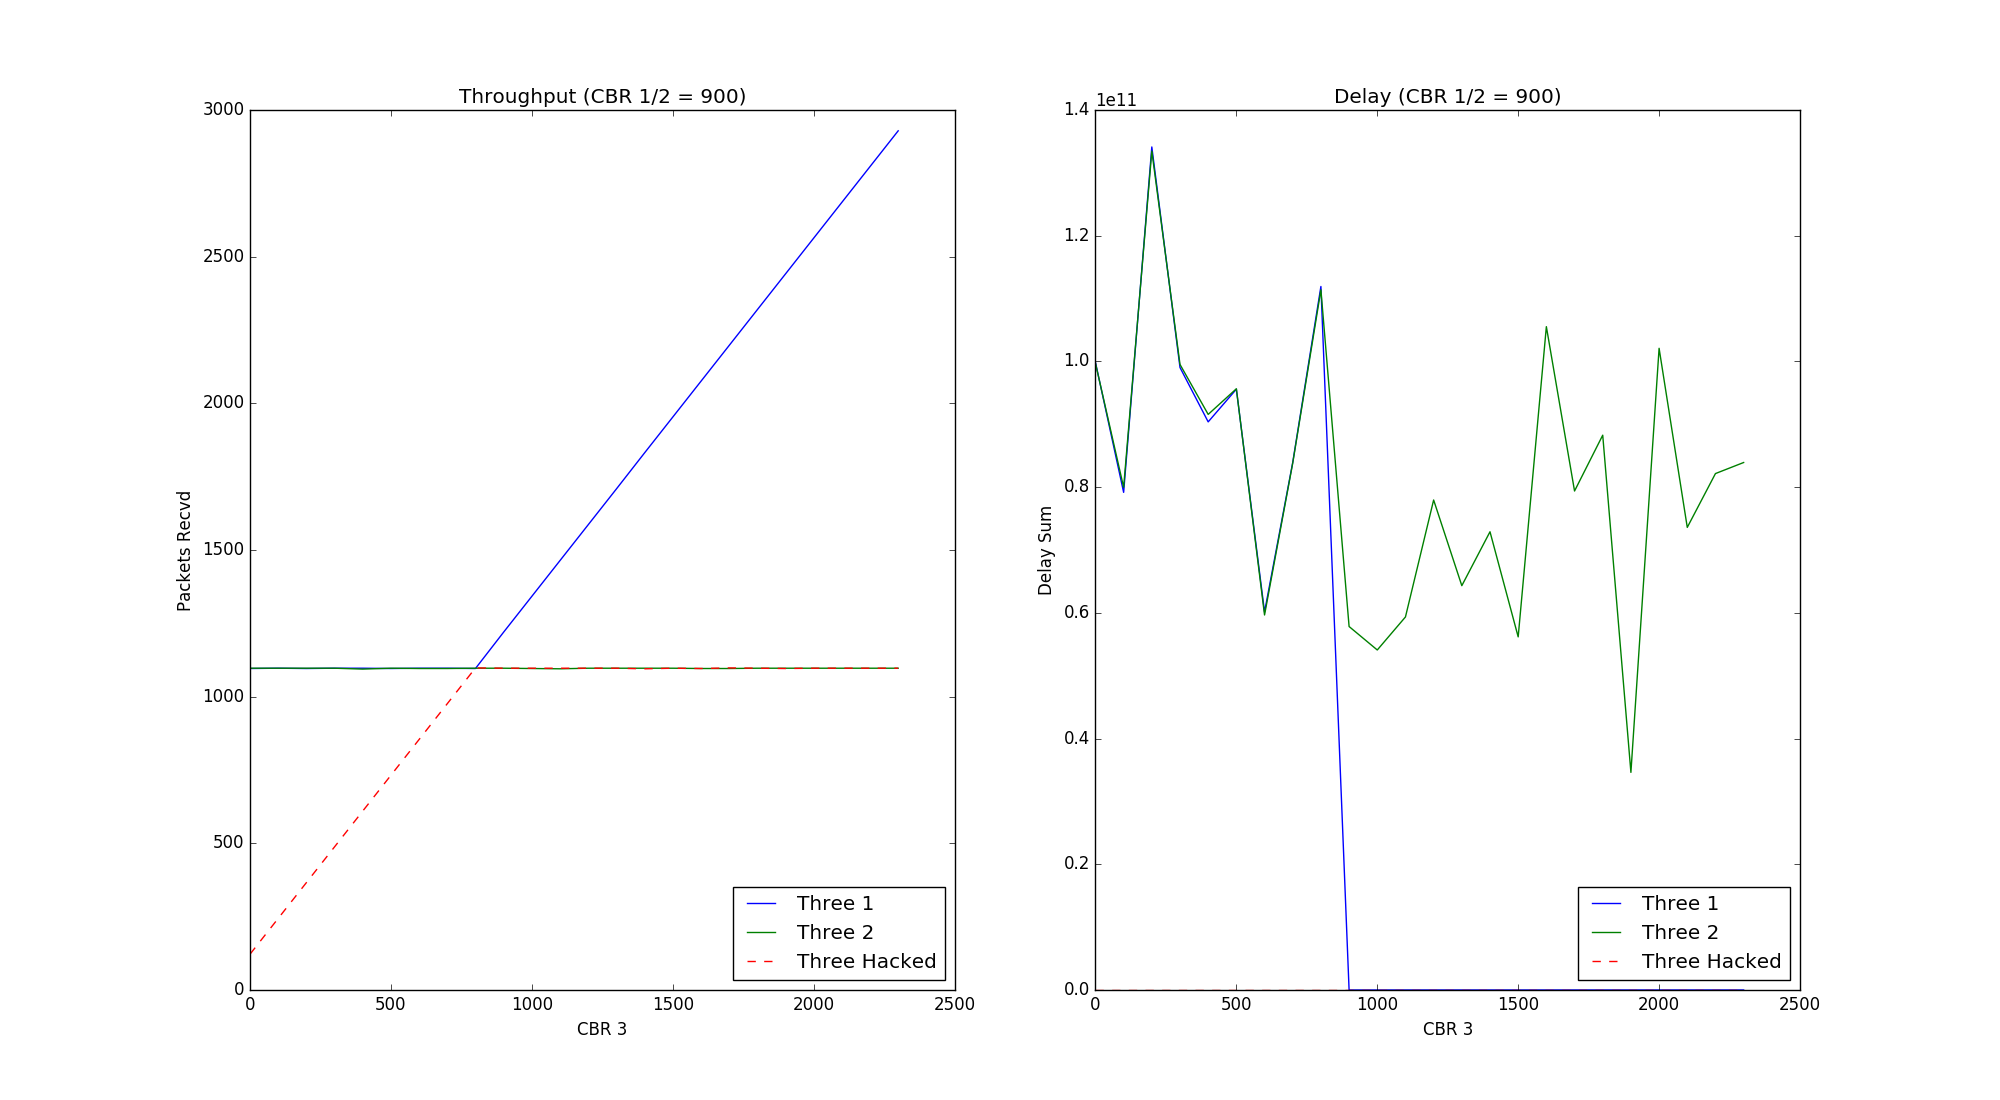 Throughput (CBR 1/2 = 900)
3000
2500
2000
1500
1000
500
0
Packets Recvd
0 500 1000 1500 2000 2500
CBR 3
Three 1
Three 2
Three Hacked
Delay (CBR 1/2 = 900)
1e11
1.4
1.2
1.0
0.8
0.6
0.4
0.2
0.0
Delay Sum
0 500 1000 1500 2000 2500
CBR 3
Three 1
Three 2
Three Hacked